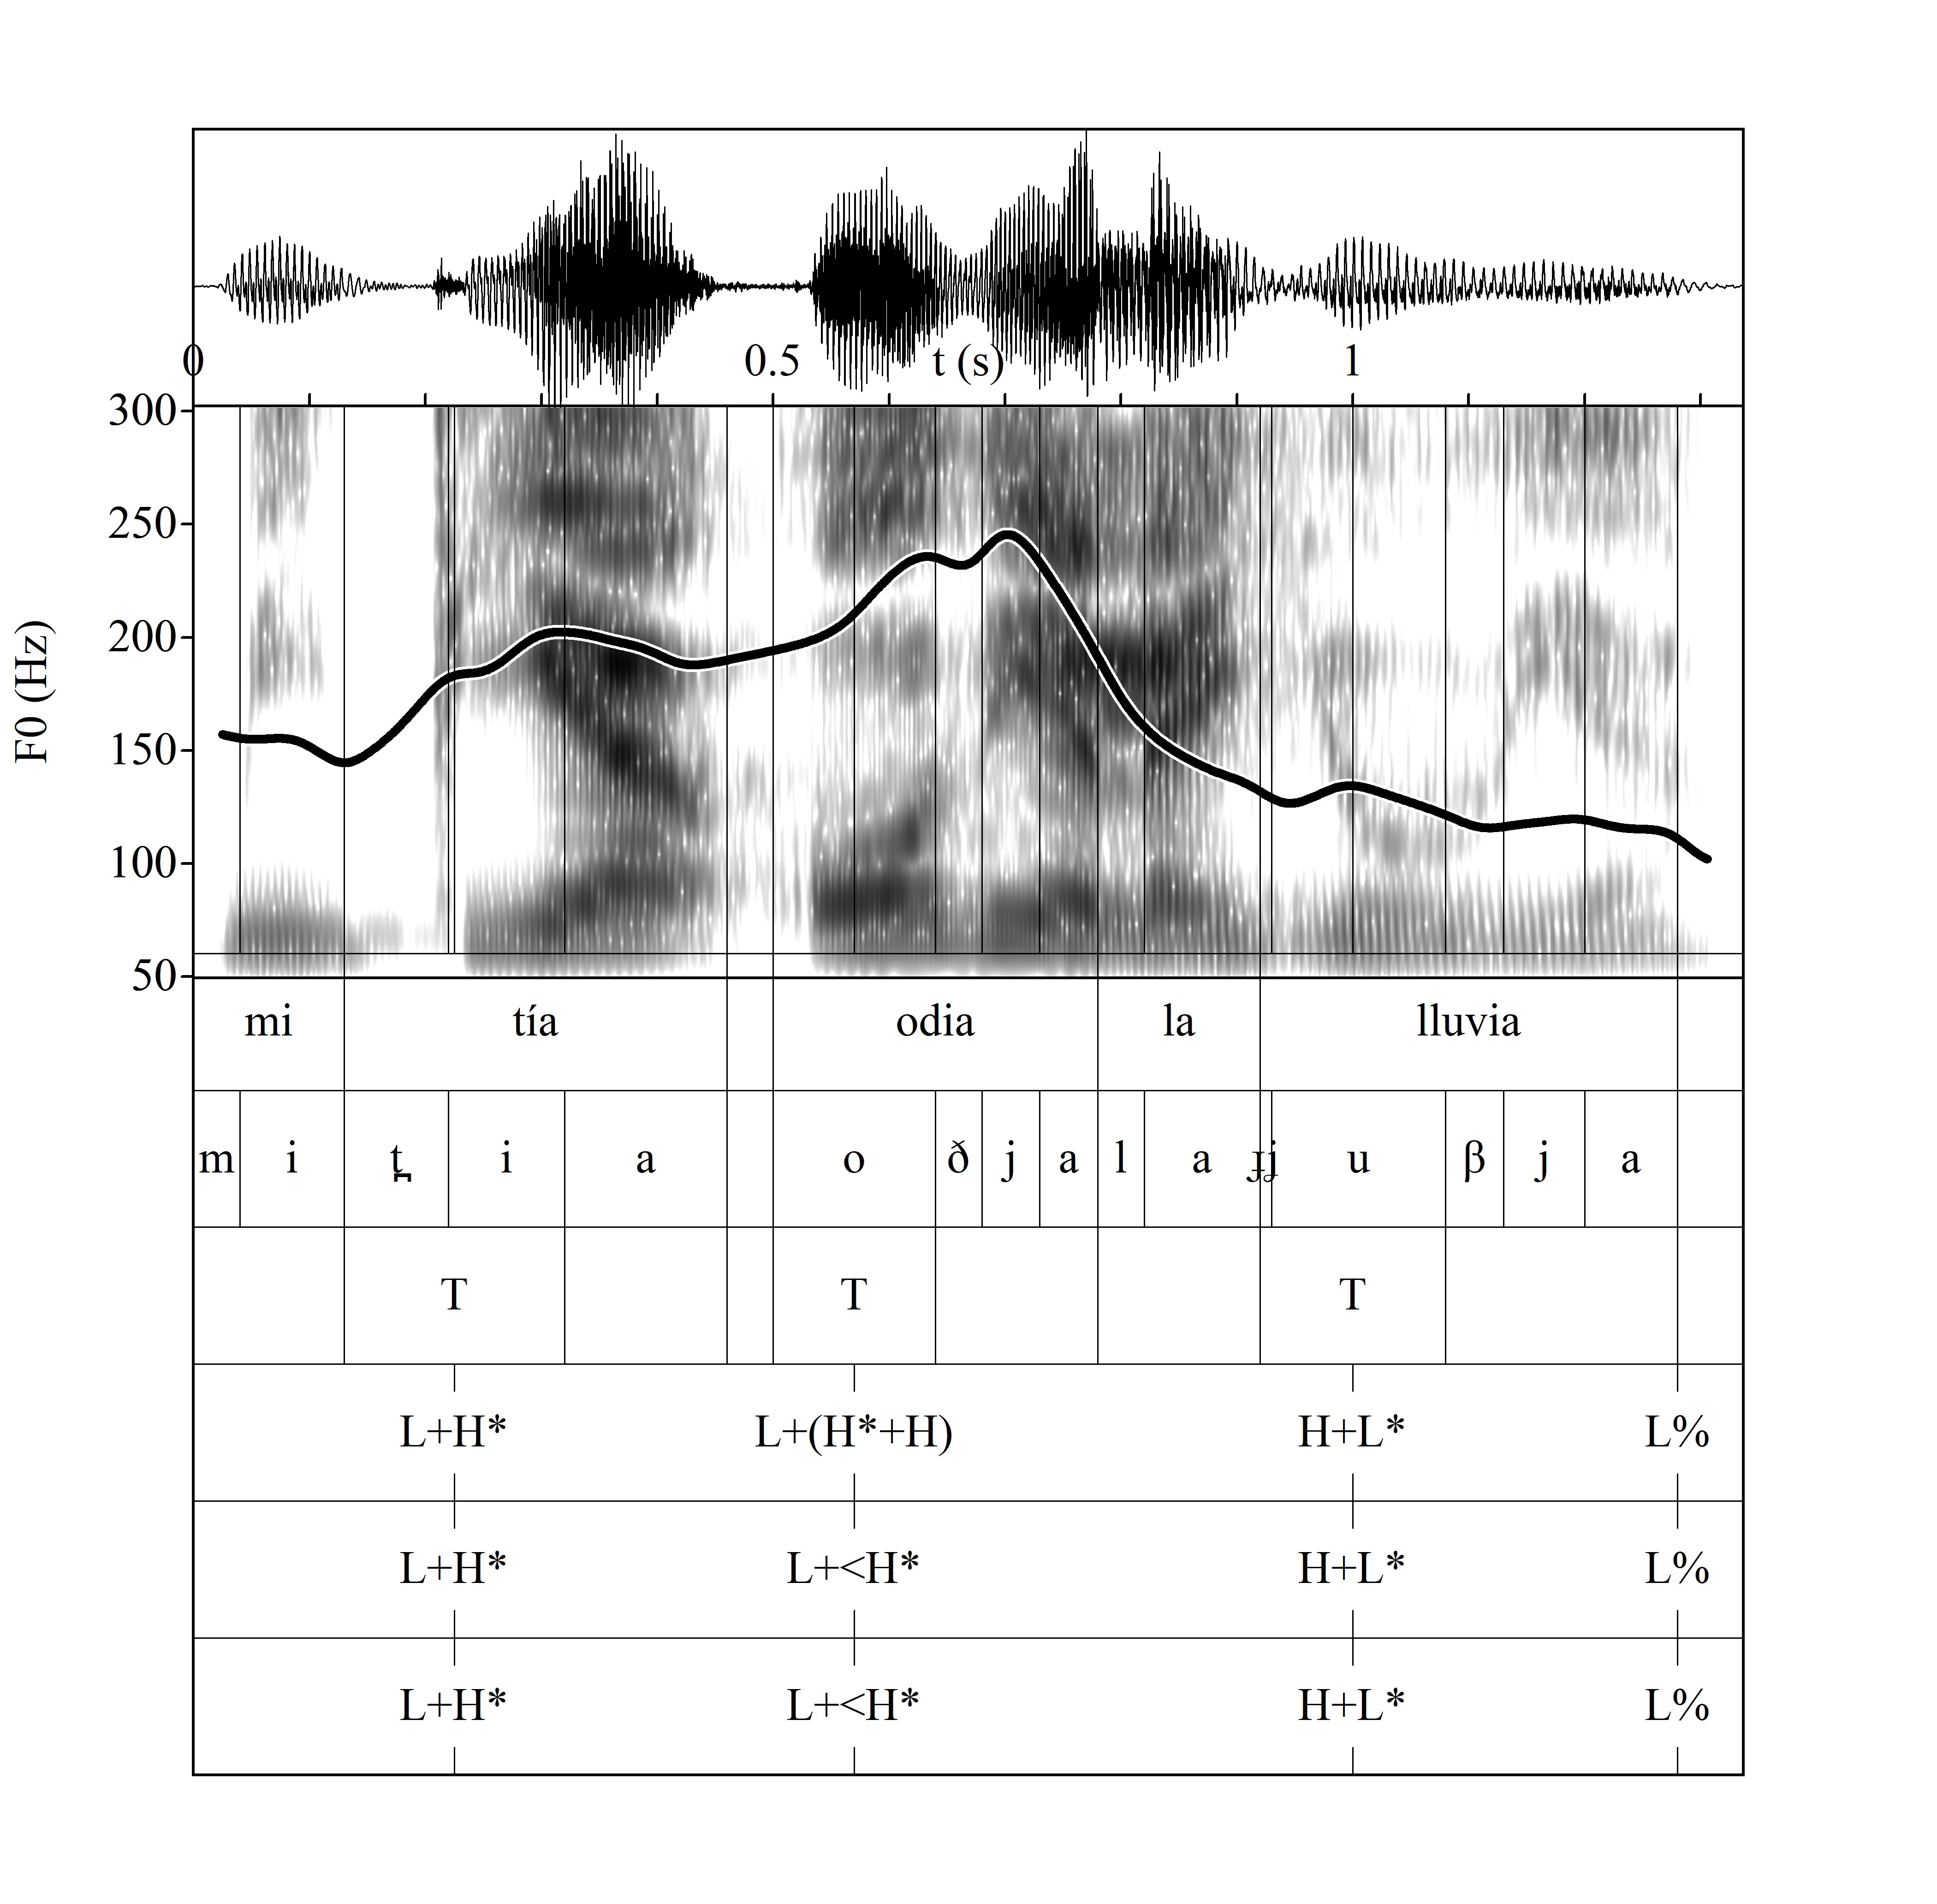 0 0.5 t (s) 1
300
250
200
150
100
50
F0 (Hz)
mi tía odia la lluvia
m i t̪ i a o ð j a l a ɟʝ u β j a
T T T
L+H* L+(H*+H) H+L* L%
L+H* L+<H* H+L* L%
L+H* L+<H* H+L* L%